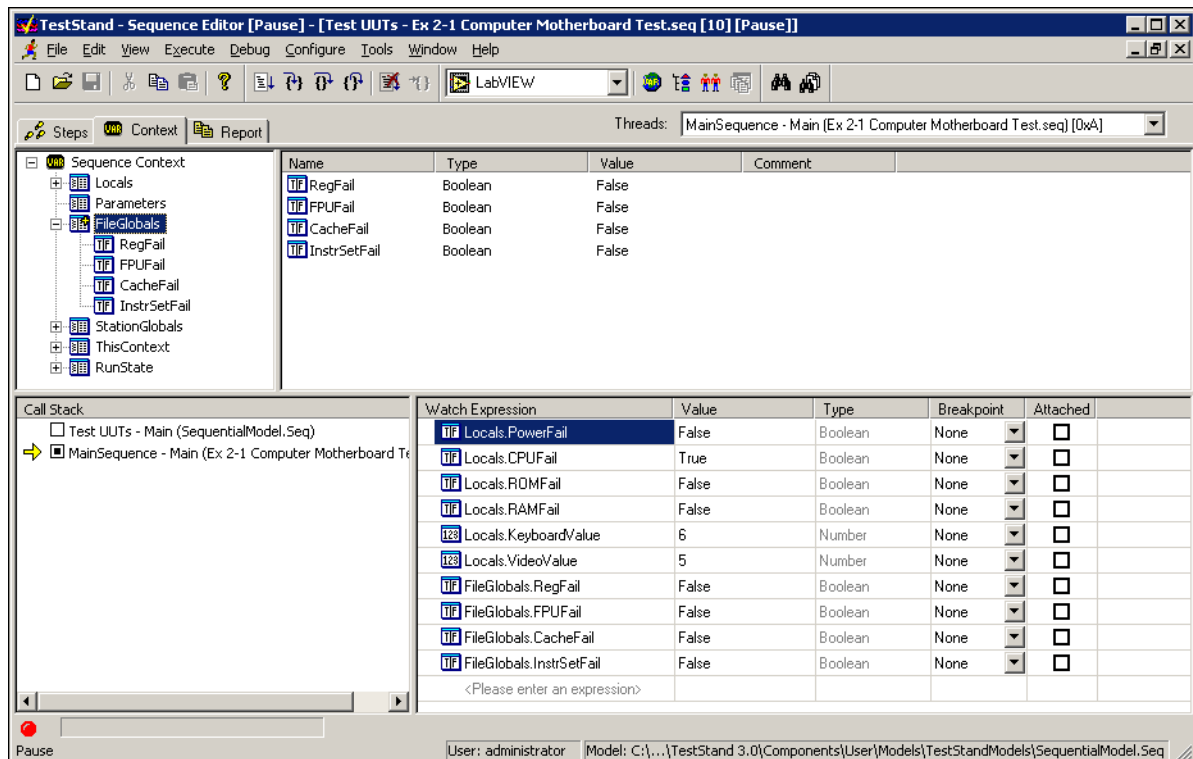 TestStand - Sequence Editor [Pause] - [Test UUTs - Ex 2-1 Computer Motherboard Test.seq [10] [Pause]]
File Edit View Execute Debug Configure Tools Window Help
LabVIEW
Steps Context Report Threads: MainSequence - Main (Ex 2-1 Computer Motherboard Test.seq) [0xA]
Sequence Context
Locals
Parameters
FileGlobals
RegFail
FPUFail
CacheFail
InstrSetFail
StationGlobals
ThisContext
RunState
Name Type Value Comment
RegFail Boolean False
FPUFail Boolean False
CacheFail Boolean False
InstrSetFail Boolean False
Call Stack
Test UUTs - Main (SequentialModel.Seq)
MainSequence - Main (Ex 2-1 Computer Motherboard Te
Watch Expression Value Type Breakpoint Attached
Locals.PowerFail False Boolean None
Locals.CPUFail True Boolean None
Locals.ROMFail False Boolean None
Locals.RAMFail False Boolean None
Locals.KeyboardValue 6 Number None
Locals.VideoValue 5 Number None
FileGlobals.RegFail False Boolean None
FileGlobals.FPUFail False Boolean None
FileGlobals.CacheFail False Boolean None
FileGlobals.InstrSetFail False Boolean None
<Please enter an expression>
Pause User: administrator Model: C:\...\TestStand 3.0\Components\User\Models\TestStandModels\SequentialModel.Seq